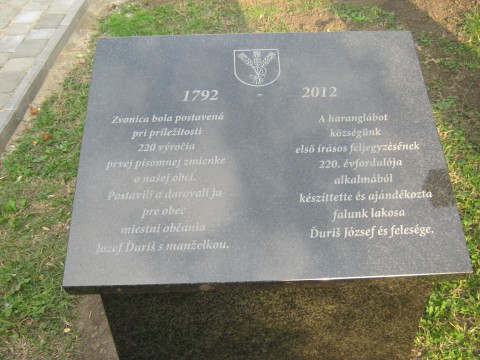 1792 - 2012
Zvonica bola postavená
pri príležitosti
220 výročia
prvej písomnej zmienke
o našej obci.
Postavili a darovali ju
pre obec
miestni občania
Jozef Ďuriš s manželkou.
A haranglábot
községünk
első írásos feljegyzésének
220. évfordulója
alkalmából
készíttette és ajándékozta
falunk lakosa
Ďuriš József és felesége.